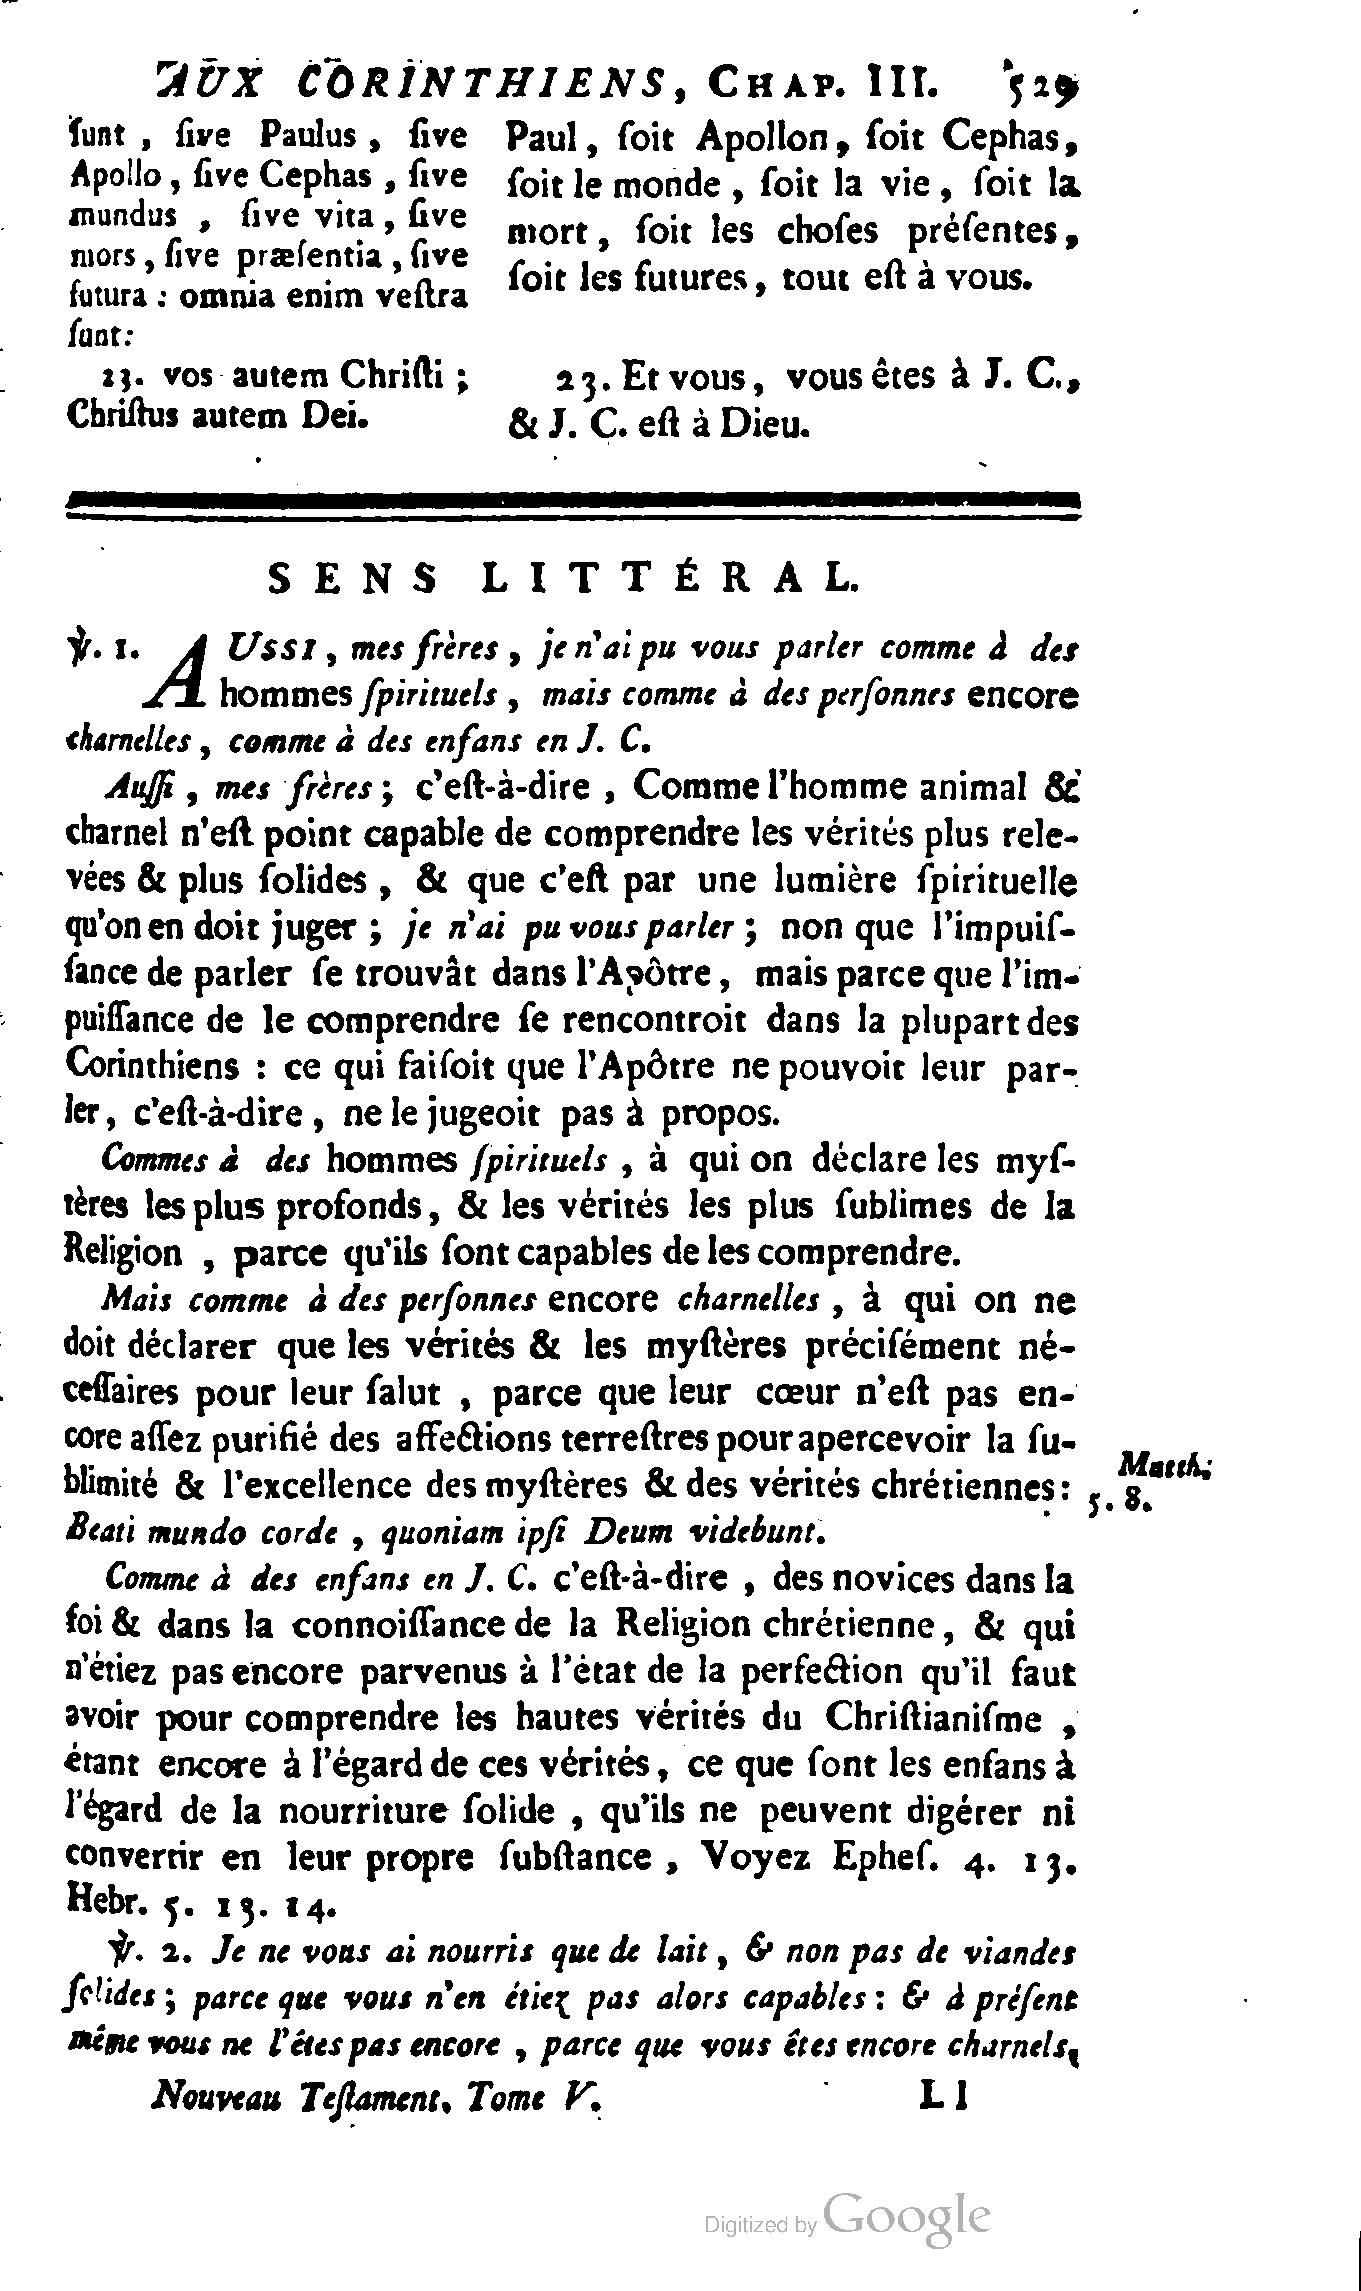 AUX CORINTHIENS, CHAP. III. 529
ſunt, ſive Paulus, ſive
Apollo, ſive Cephas, ſive
mundus, ſive vita, ſive
mors, ſive præſentia, ſive
futura : omnia enim veſtra
ſunt:
23. vos autem Chriſti;
Chriſtus autem Dei.
Paul, ſoit Apollon, ſoit Cephas,
ſoit le monde, ſoit la vie, ſoit la
mort, ſoit les choſes préſentes,
ſoit les futures, tout eſt à vous.
23. Et vous, vous êtes à J. C.,
& J. C. eſt à Dieu.
SENS LITTÉRAL.
℣. 1. AUSSI, mes frères, je n'ai pu vous parler comme à des
hommes ſpirituels, mais comme à des perſonnes encore
charnelles, comme à des enfans en J. C.
Auſſi, mes frères; c'eſt-à-dire, Comme l'homme animal &
charnel n'eſt point capable de comprendre les vérités plus rele-
vées & plus ſolides, & que c'eſt par une lumière ſpirituelle
qu'on en doit juger; je n'ai pu vous parler; non que l'impuiſ-
ſance de parler ſe trouvât dans l'Apôtre, mais parce que l'im-
puiſſance de le comprendre ſe rencontroit dans la plupart des
Corinthiens : ce qui faiſoit que l'Apôtre ne pouvoit leur par-
ler, c'eſt-à-dire, ne le jugeoit pas à propos.
Commes à des hommes ſpirituels, à qui on déclare les myſ-
tères les plus profonds, & les vérités les plus ſublimes de la
Religion, parce qu'ils ſont capables de les comprendre.
Mais comme à des perſonnes encore charnelles, à qui on ne
doit déclarer que les vérités & les myſtères préciſément né-
ceſſaires pour leur ſalut, parce que leur cœur n'eſt pas en-
core aſſez purifié des affections terreſtres pour apercevoir la ſu-
blimité & l'excellence des myſtères & des vérités chrétiennes:
Beati mundo corde, quoniam ipſi Deum videbunt.
Matth.
5. 8.
Comme à des enfans en J. C. c'eſt-à-dire, des novices dans la
foi & dans la connoiſſance de la Religion chrétienne, & qui
n'étiez pas encore parvenus à l'état de la perfection qu'il faut
avoir pour comprendre les hautes vérités du Chriſtianiſme,
étant encore à l'égard de ces vérités, ce que ſont les enfans à
l'égard de la nourriture ſolide, qu'ils ne peuvent digérer ni
convertir en leur propre ſubſtance, Voyez Epheſ. 4. 13.
Hebr. 5. 13. 14.
℣. 2. Je ne vous ai nourris que de lait, & non pas de viandes
ſolides; parce que vous n'en étiez pas alors capables : & à préſent
même vous ne l'êtes pas encore, parce que vous êtes encore charnels,
Nouveau Teſtament. Tome V. Ll
Digitized by Google